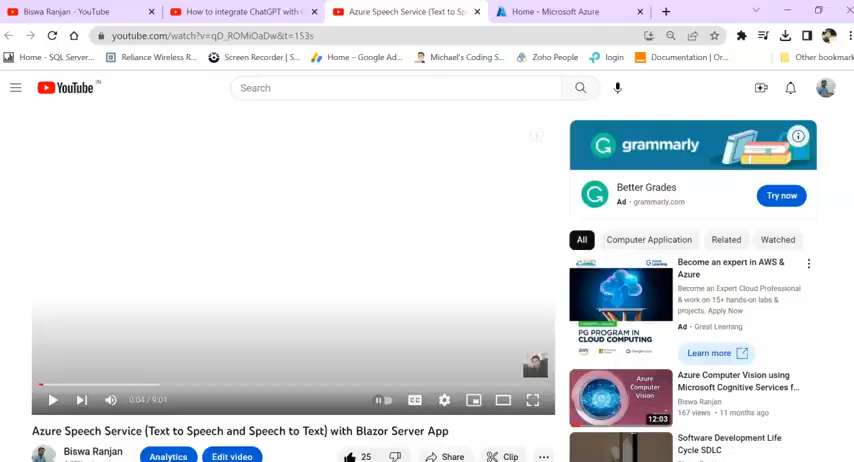 Biswa Ranjan - YouTube
How to integrate ChatGPT with
Azure Speech Service (Text to Sp
Home - Microsoft Azure
youtube.com/watch?v=qD_ROMiOaDw&t=153s
Home - SQL Server...
Reliance Wireless R...
Screen Recorder | S...
Home – Google Ad...
Michael's Coding S...
Zoho People
login
Documentation | Or...
Other bookmark
YouTube IN
Search
grammarly
Better Grades
Ad · grammarly.com
Try now
All
Computer Application
Related
Watched
Become an expert in AWS &
Azure
Become an Expert Cloud Professional
& work on 15+ hands-on labs &
projects. Apply Now
Ad · Great Learning
PG PROGRAM IN
CLOUD COMPUTING
Learn more
Azure
Computer
Vision
12:03
Azure Computer Vision using
Microsoft Cognitive Services f...
Biswa Ranjan
167 views · 11 months ago
Software Development Life
Cycle SDLC
0:04 / 9:01
CC
Azure Speech Service (Text to Speech and Speech to Text) with Blazor Server App
Biswa Ranjan
Analytics
Edit video
25
Share
Clip